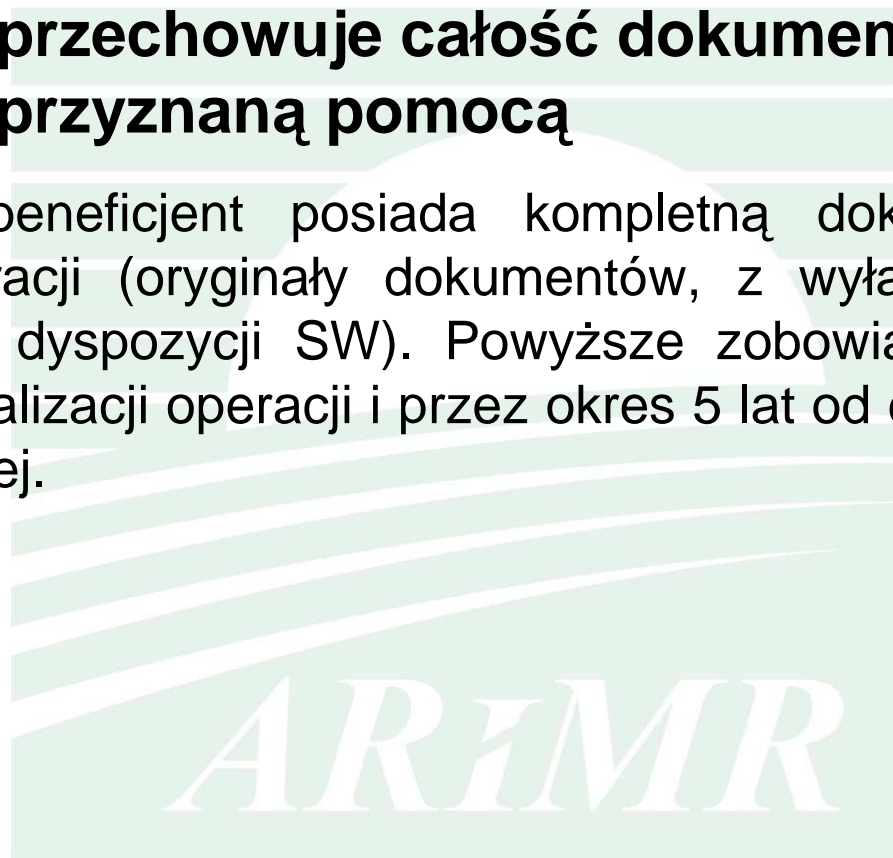 przechowuje całość dokumen
przyznaną pomocą
beneficjent posiada kompletną dok
racji (oryginały dokumentów, z wyła
dyspozycji SW). Powyższe zobowią
alizacji operacji i przez okres 5 lat od
ej.
ARiMR